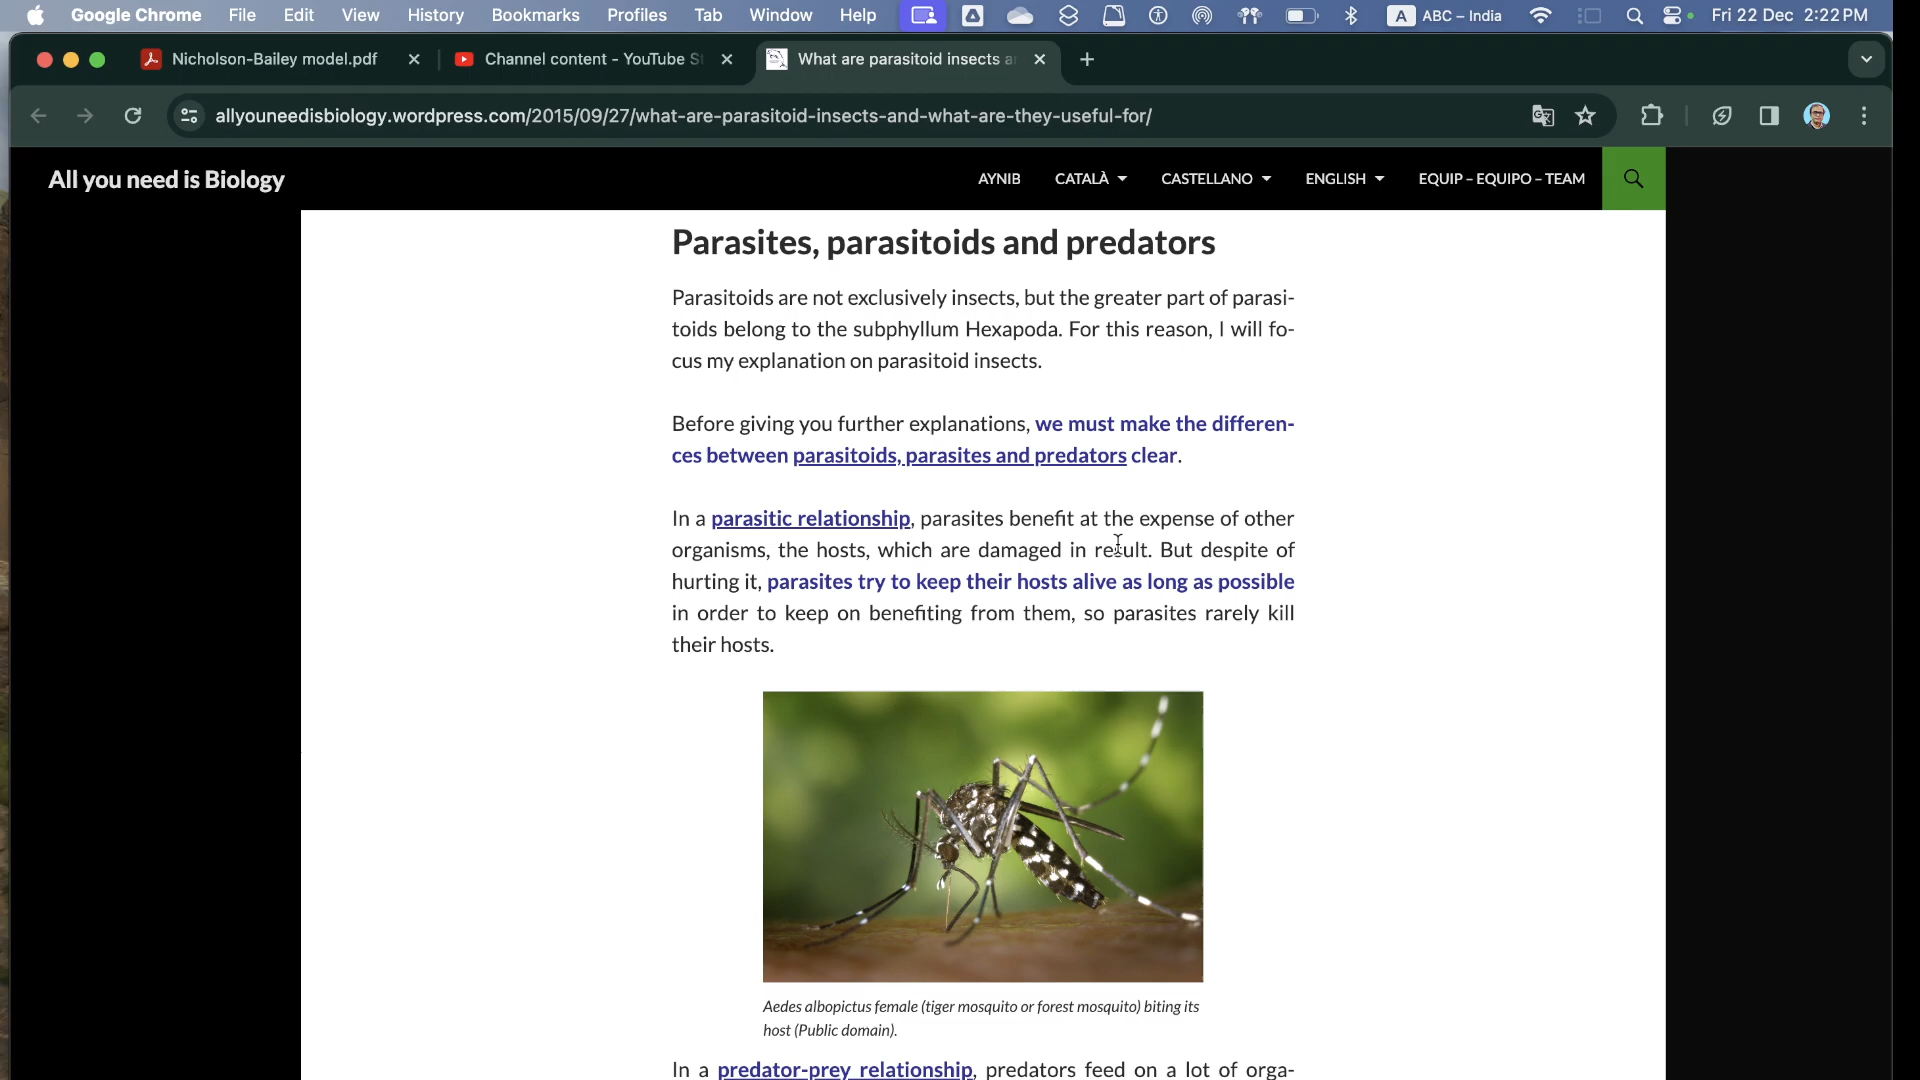 Google Chrome File Edit View History Bookmarks Profiles Tab Window Help A ABC – India Fri 22 Dec 2:22 PM
Nicholson-Bailey model.pdf Channel content - YouTube S What are parasitoid insects a
allyouneedisbiology.wordpress.com/2015/09/27/what-are-parasitoid-insects-and-what-are-they-useful-for/
All you need is Biology AYNIB CATALÀ CASTELLANO ENGLISH EQUIP – EQUIPO – TEAM
Parasites, parasitoids and predators
Parasitoids are not exclusively insects, but the greater part of parasi-
toids belong to the subphyllum Hexapoda. For this reason, I will fo-
cus my explanation on parasitoid insects.
Before giving you further explanations, we must make the differen-
ces between parasitoids, parasites and predators clear.
In a parasitic relationship, parasites benefit at the expense of other
organisms, the hosts, which are damaged in result. But despite of
hurting it, parasites try to keep their hosts alive as long as possible
in order to keep on benefiting from them, so parasites rarely kill
their hosts.
Aedes albopictus female (tiger mosquito or forest mosquito) biting its
host (Public domain).
In a predator-prey relationship, predators feed on a lot of orga-